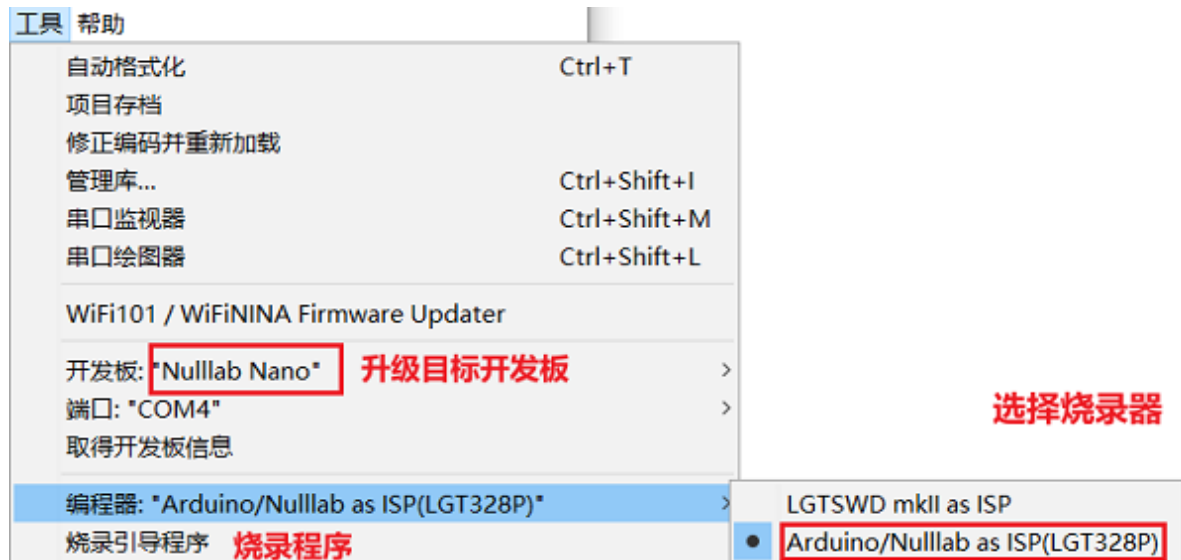 工具 帮助
自动格式化 Ctrl+T
项目存档
修正编码并重新加载
管理库... Ctrl+Shift+I
串口监视器 Ctrl+Shift+M
串口绘图器 Ctrl+Shift+L
WiFi101 / WiFiNINA Firmware Updater
开发板: "Nulllab Nano" 升级目标开发板
端口: "COM4"
选择烧录器
取得开发板信息
编程器: "Arduino/Nulllab as ISP(LGT328P)"
LGTSWD mkII as ISP
烧录引导程序 烧录程序
Arduino/Nulllab as ISP(LGT328P)